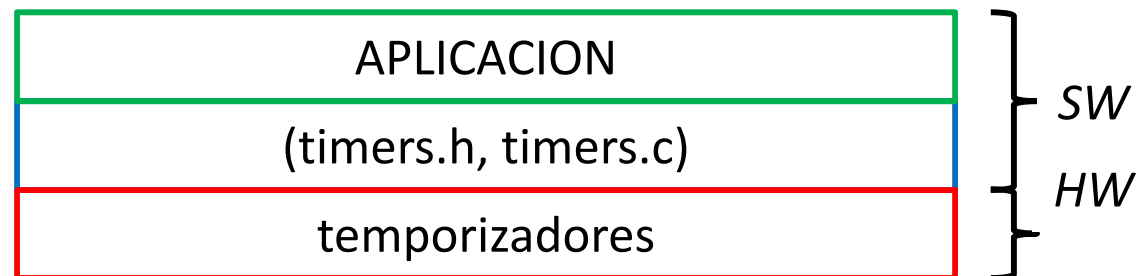 APLICACION
SW
(timers.h, timers.c)
HW
temporizadores